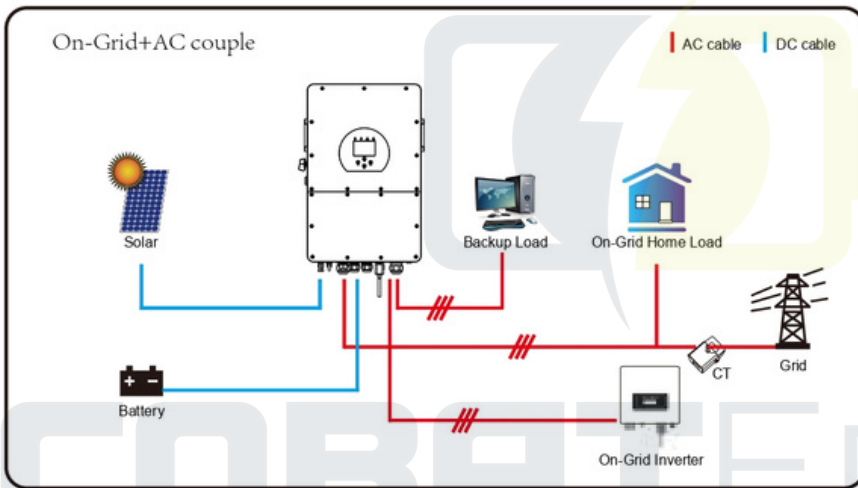 On-Grid+AC couple
AC cable
DC cable
Solar
Backup Load
On-Grid Home Load
CT
Grid
Battery
On-Grid Inverter